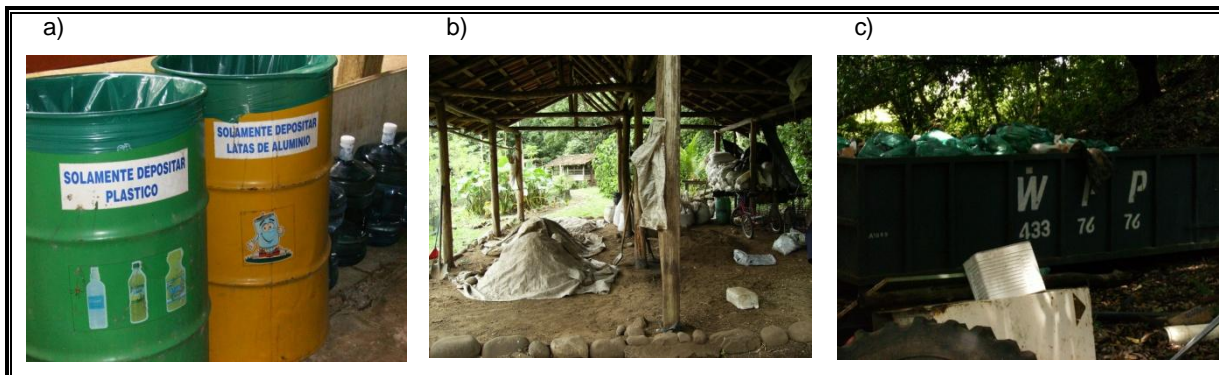 a)
b)
c)
SOLAMENTE DEPOSITAR
PLASTICO
SOLAMENTE DEPOSITAR
LATAS DE ALUMINIO
W P P
433 76 76